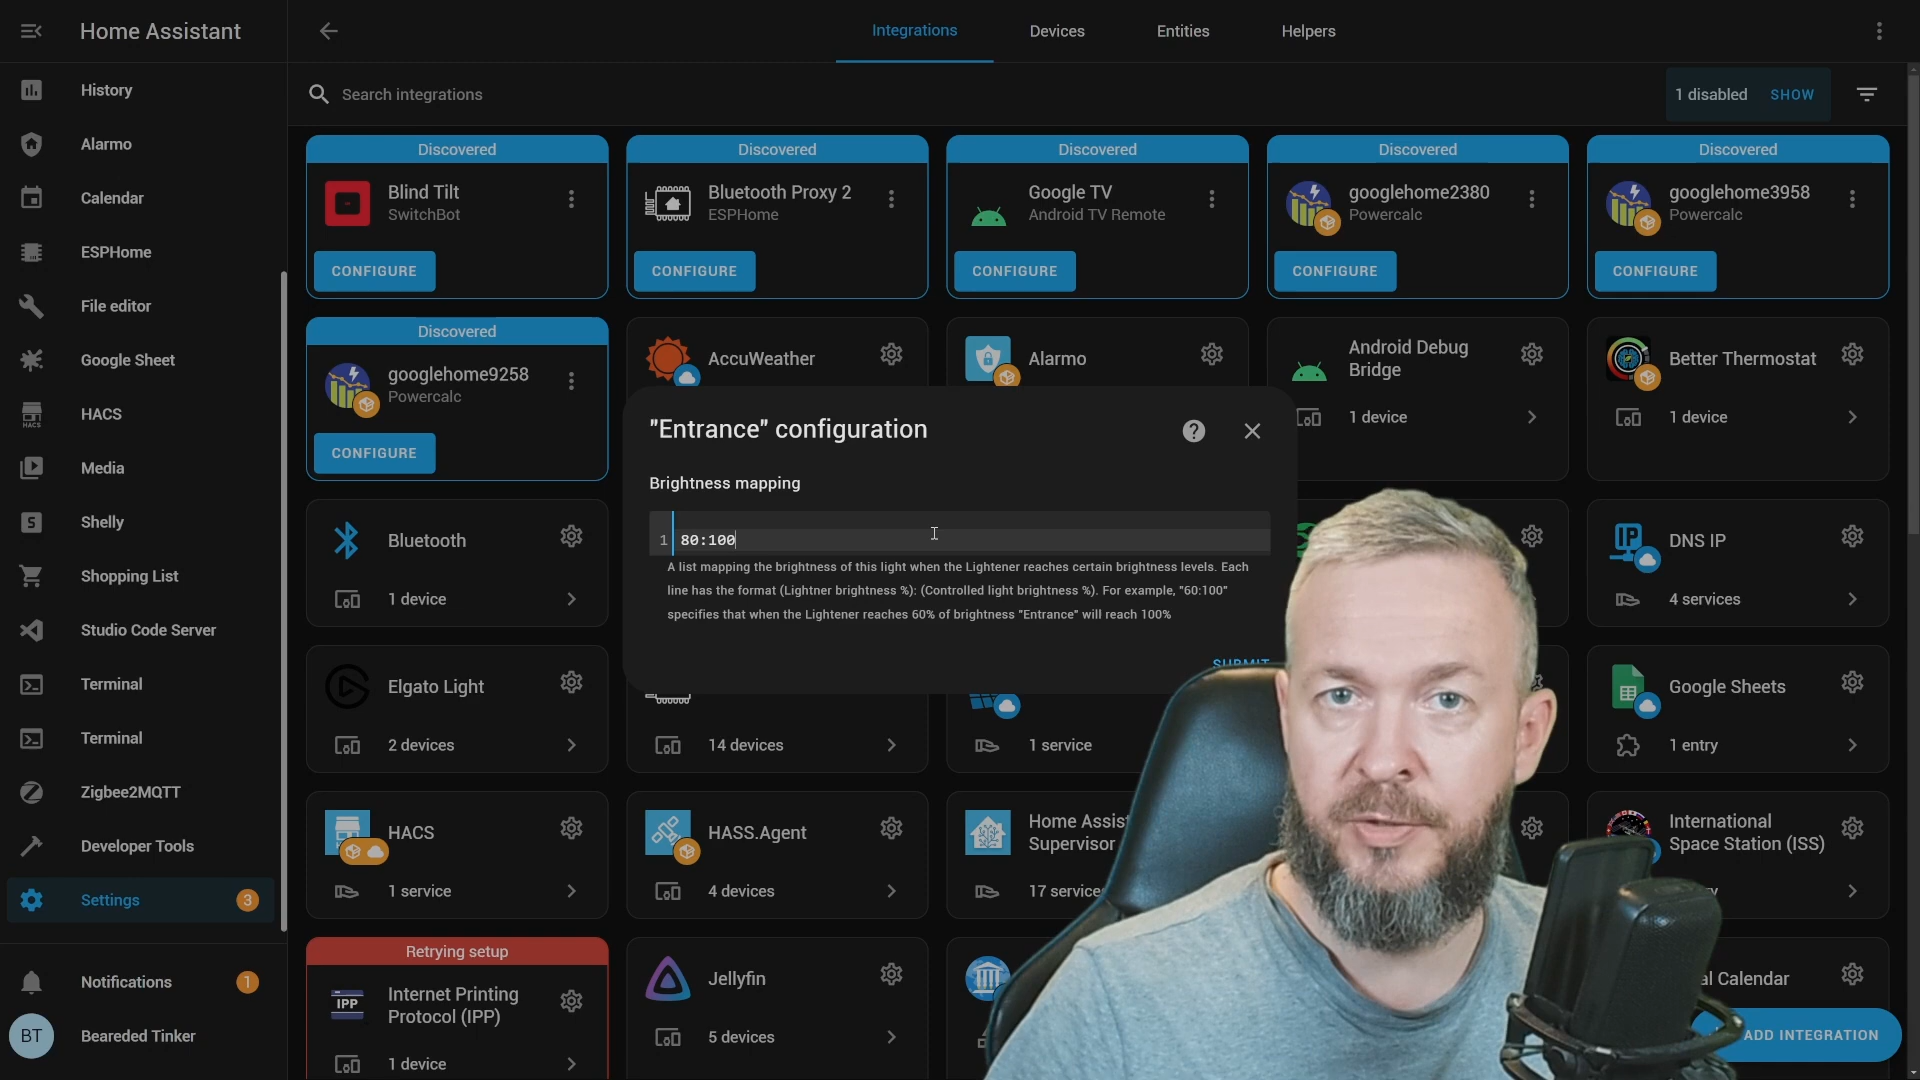 Home Assistant
History
Alarmo
Calendar
ESPHome
File editor
Google Sheet
HACS
Media
Shelly
Shopping List
Studio Code Server
Terminal
Terminal
Zigbee2MQTT
Developer Tools
Settings
3
Notifications
1
BT
Beareded Tinker
Integrations
Devices
Entities
Helpers
Search integrations
1 disabled
SHOW
Discovered
Blind Tilt
SwitchBot
CONFIGURE
Discovered
Bluetooth Proxy 2
ESPHome
CONFIGURE
Discovered
Google TV
Android TV Remote
CONFIGURE
Discovered
googlehome2380
Powercalc
CONFIGURE
Discovered
googlehome3958
Powercalc
CONFIGURE
Discovered
googlehome9258
Powercalc
CONFIGURE
AccuWeather
Alarmo
Android Debug
Bridge
1 device
Better Thermostat
1 device
"Entrance" configuration
Brightness mapping
1
80:100
A list mapping the brightness of this light when the Lightener reaches certain brightness levels. Each
line has the format (Lightner brightness %): (Controlled light brightness %). For example, "60:100"
specifies that when the Lightener reaches 60% of brightness "Entrance" will reach 100%
SUBMIT
Bluetooth
1 device
DNS IP
4 services
Elgato Light
2 devices
14 devices
1 service
Google Sheets
1 entry
HACS
1 service
HASS.Agent
4 devices
Home
Supervisor
17
International
Space Station (ISS)
Retrying setup
IPP
Internet Printing
Protocol (IPP)
1 device
Jellyfin
5 devices
Calendar
ADD INTEGRATION